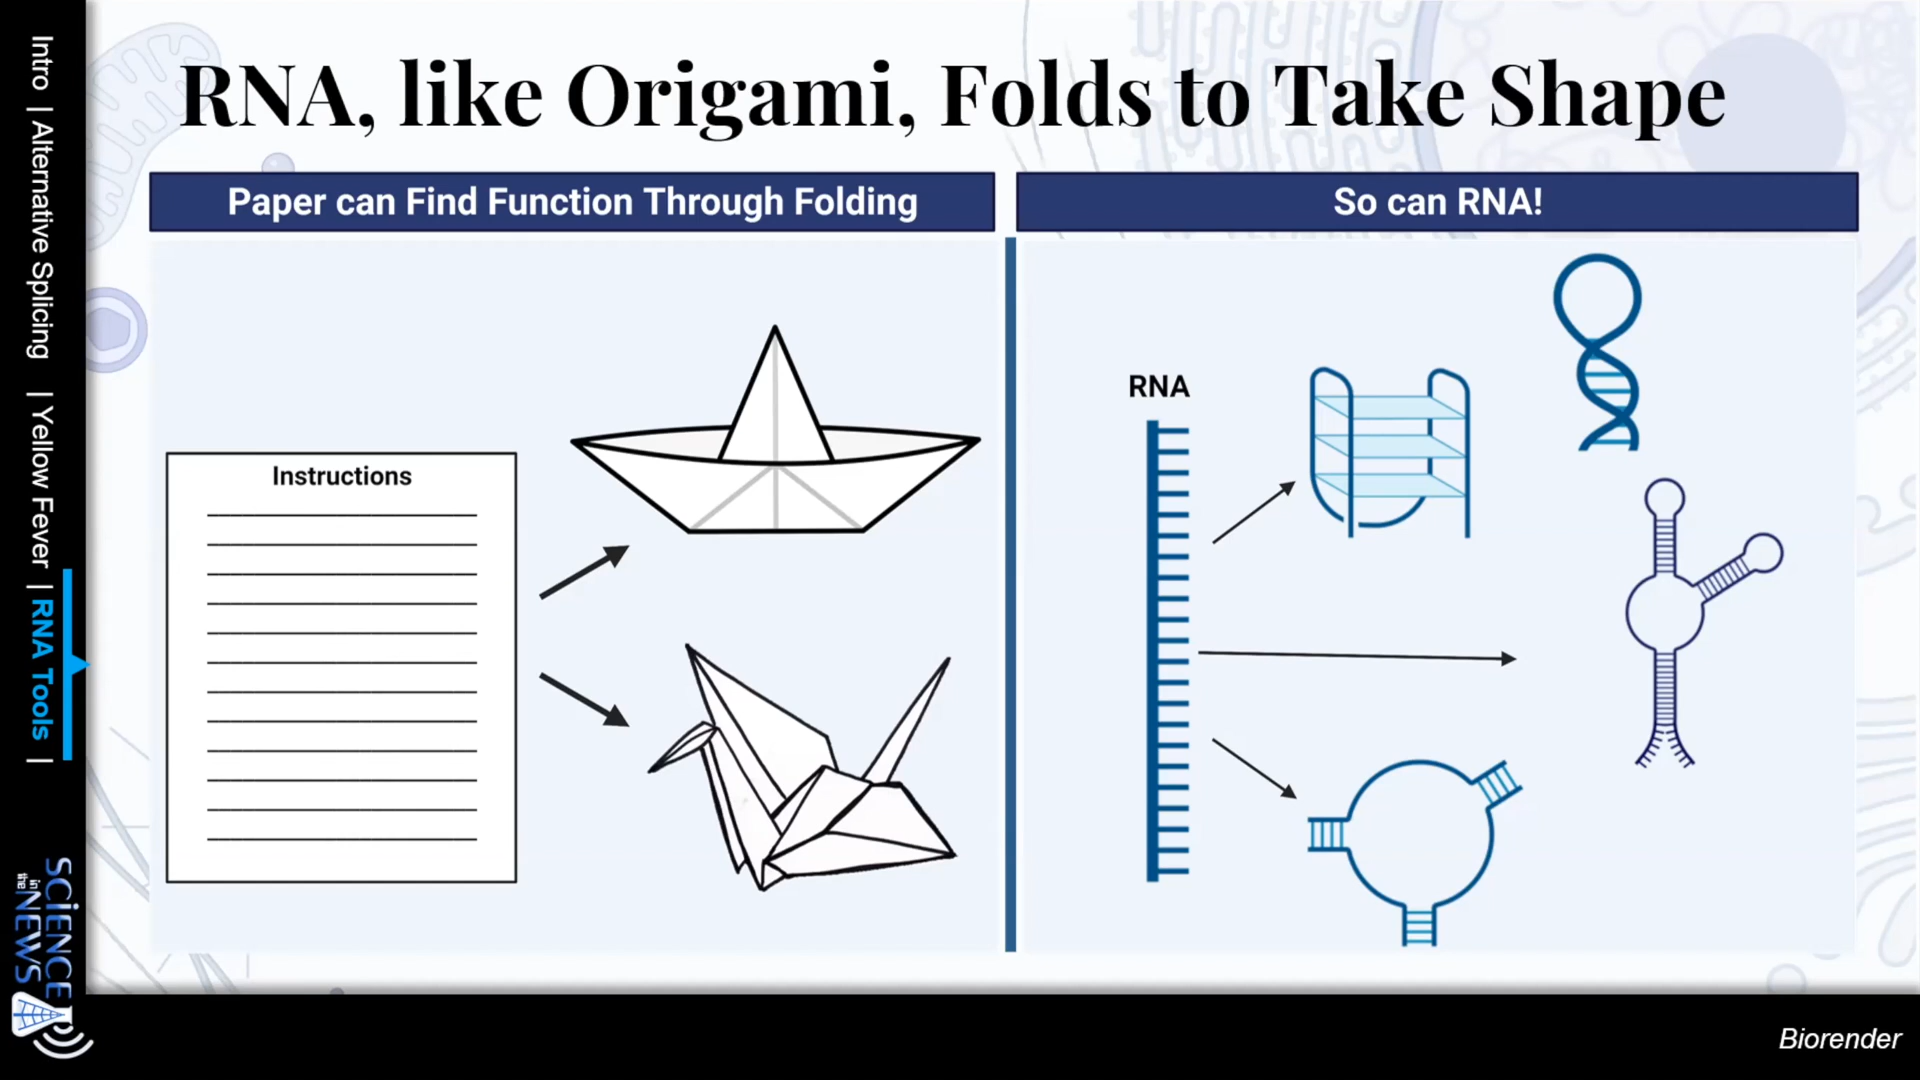 RNA, like Origami, Folds to Take Shape
Paper can Find Function Through Folding
So can RNA!
Instructions
RNA
Intro | Alternative Splicing | Yellow Fever | RNA Tools |
SCIENCE
in the NEWS
Biorender